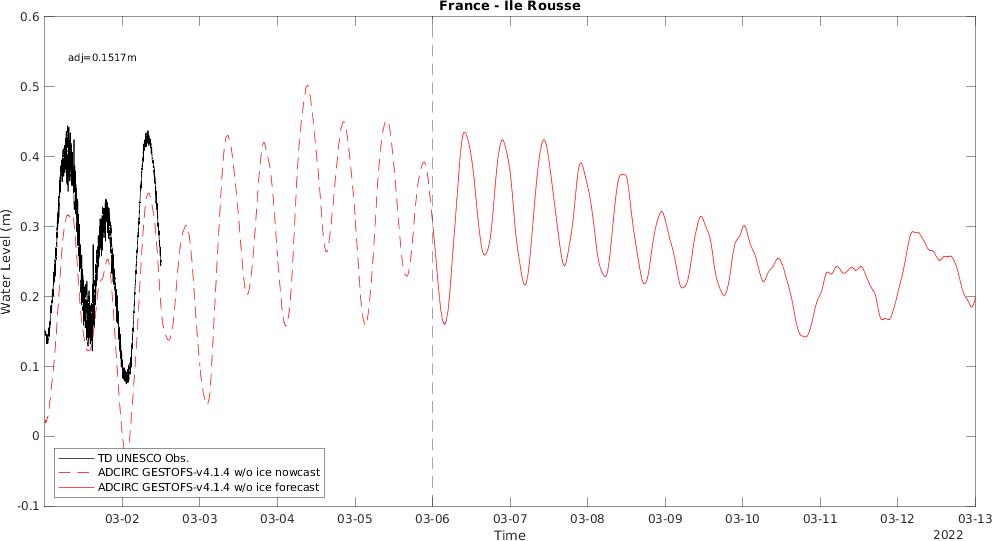 France - Ile Rousse
0.6
0.5
0.4
0.3
0.2
0.1
0
-0.1
Water Level (m)
adj=0.1517m
TD UNESCO Obs.
ADCIRC GESTOFS-v4.1.4 w/o ice nowcast
ADCIRC GESTOFS-v4.1.4 w/o ice forecast
03-02 03-03 03-04 03-05 03-06 03-07 03-08 03-09 03-10 03-11 03-12 03-13
Time
2022